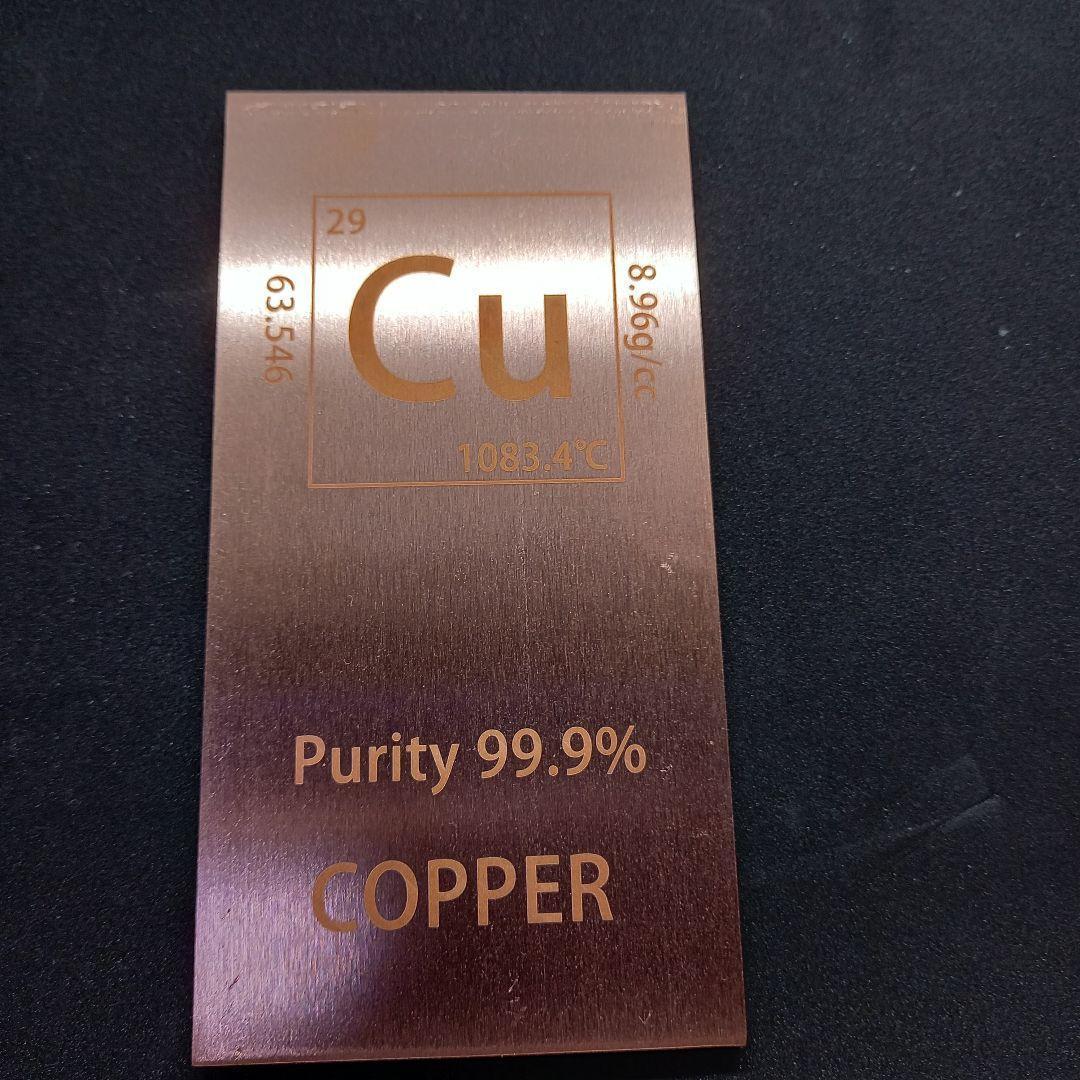 29
Cu
63.546
8.96g/cc
1083.4℃
Purity 99.9%
COPPER